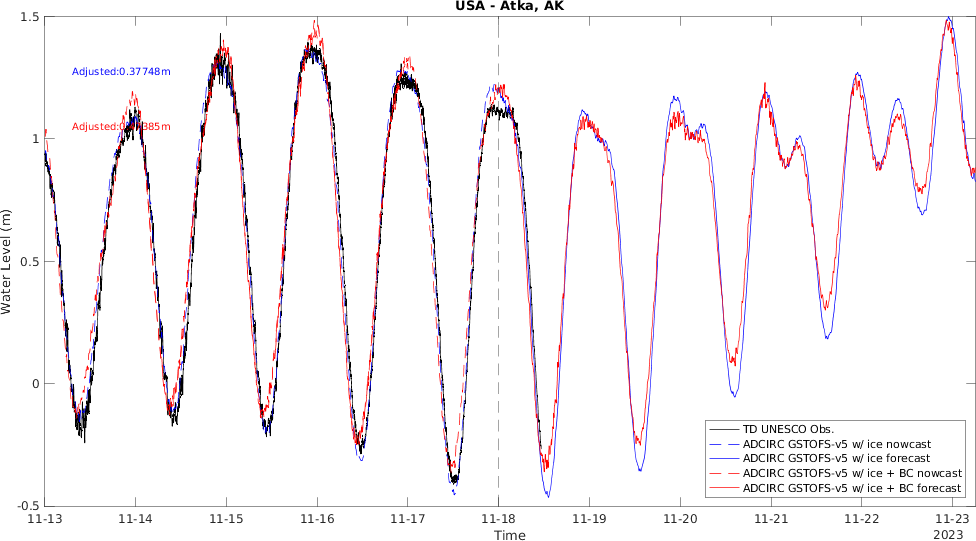 USA - Atka, AK
1.5
1
0.5
0
-0.5
Water Level (m)
Adjusted:0.37748m
Adjusted: 385m
11-13
11-14
11-15
11-16
11-17
11-18
11-19
11-20
11-21
11-22
11-23
2023
Time
TD UNESCO Obs.
ADCIRC GSTOFS-v5 w/ ice nowcast
ADCIRC GSTOFS-v5 w/ ice forecast
ADCIRC GSTOFS-v5 w/ ice + BC nowcast
ADCIRC GSTOFS-v5 w/ ice + BC forecast